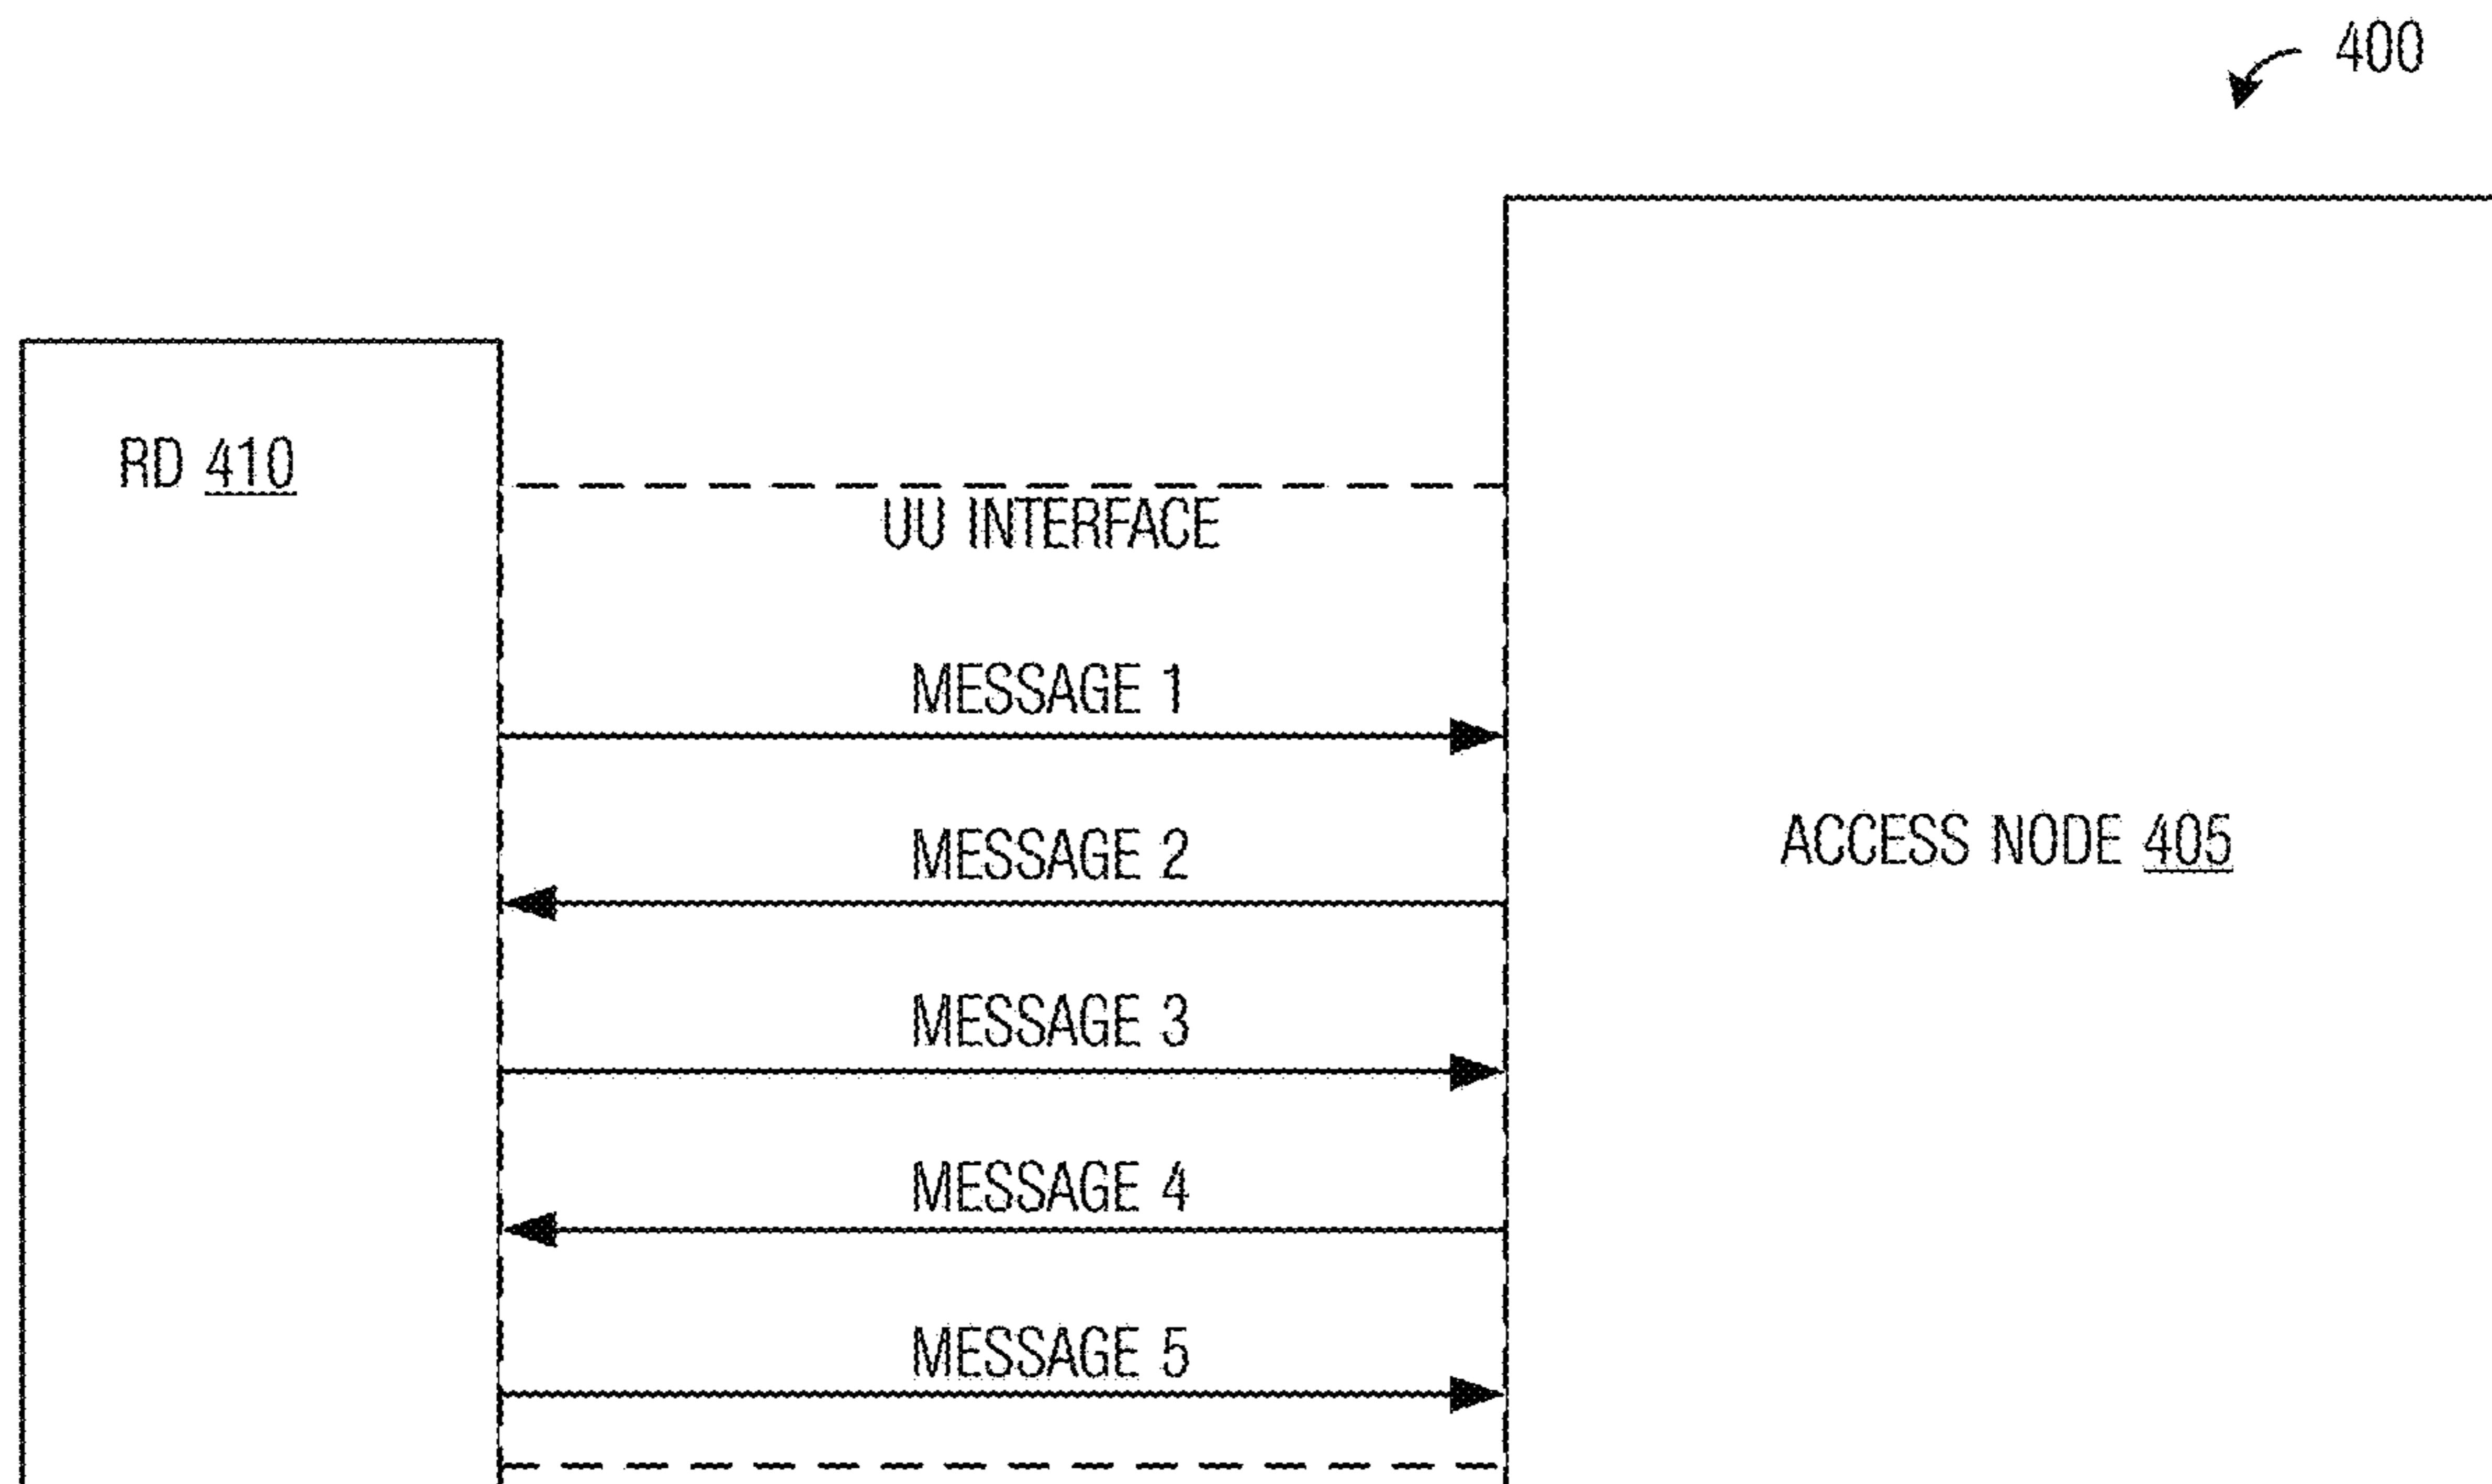 400
RD 410
UU INTERFACE
MESSAGE 1
MESSAGE 2
ACCESS NODE 405
MESSAGE 3
MESSAGE 4
MESSAGE 5